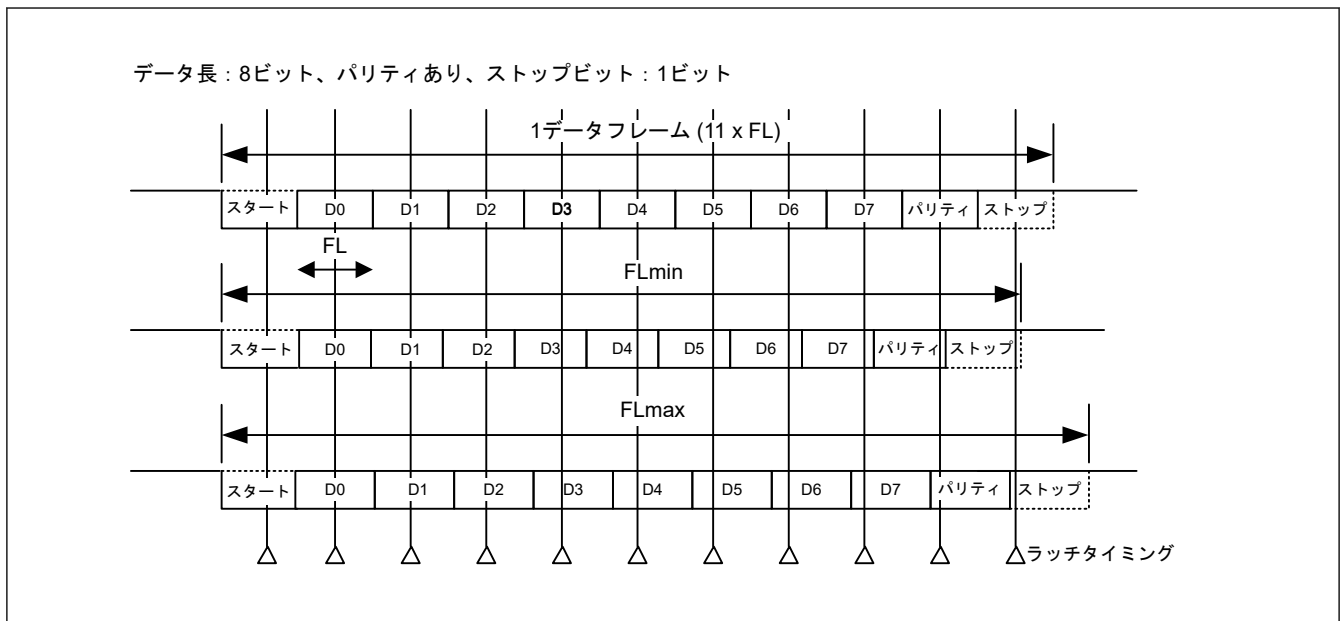 データ長：8ビット、パリティあり、ストップビット：1ビット
1データフレーム (11 x FL)
スタート D0 D1 D2 D3 D4 D5 D6 D7 パリティ ストップ
FL
FLmin
スタート D0 D1 D2 D3 D4 D5 D6 D7 パリティ ストップ
FLmax
スタート D0 D1 D2 D3 D4 D5 D6 D7 パリティ ストップ
ラッチタイミング